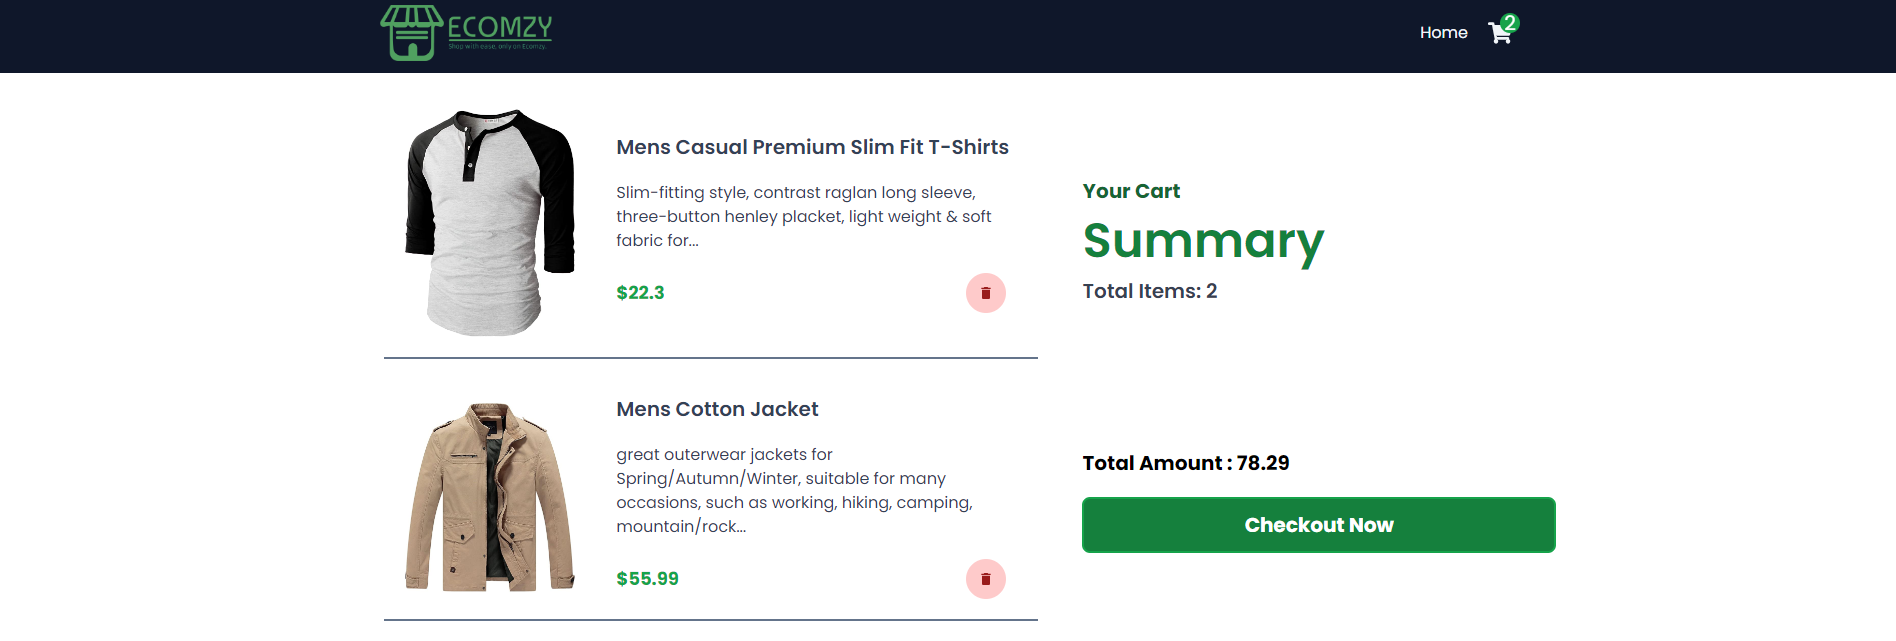 ECOMZY
Shop with ease, only on Ecomzy.
Home
2
Mens Casual Premium Slim Fit T-Shirts
Slim-fitting style, contrast raglan long sleeve,
three-button henley placket, light weight & soft
fabric for...
$22.3
Mens Cotton Jacket
great outerwear jackets for
Spring/Autumn/Winter, suitable for many
occasions, such as working, hiking, camping,
mountain/rock...
$55.99
Your Cart
Summary
Total Items: 2
Total Amount : 78.29
Checkout Now